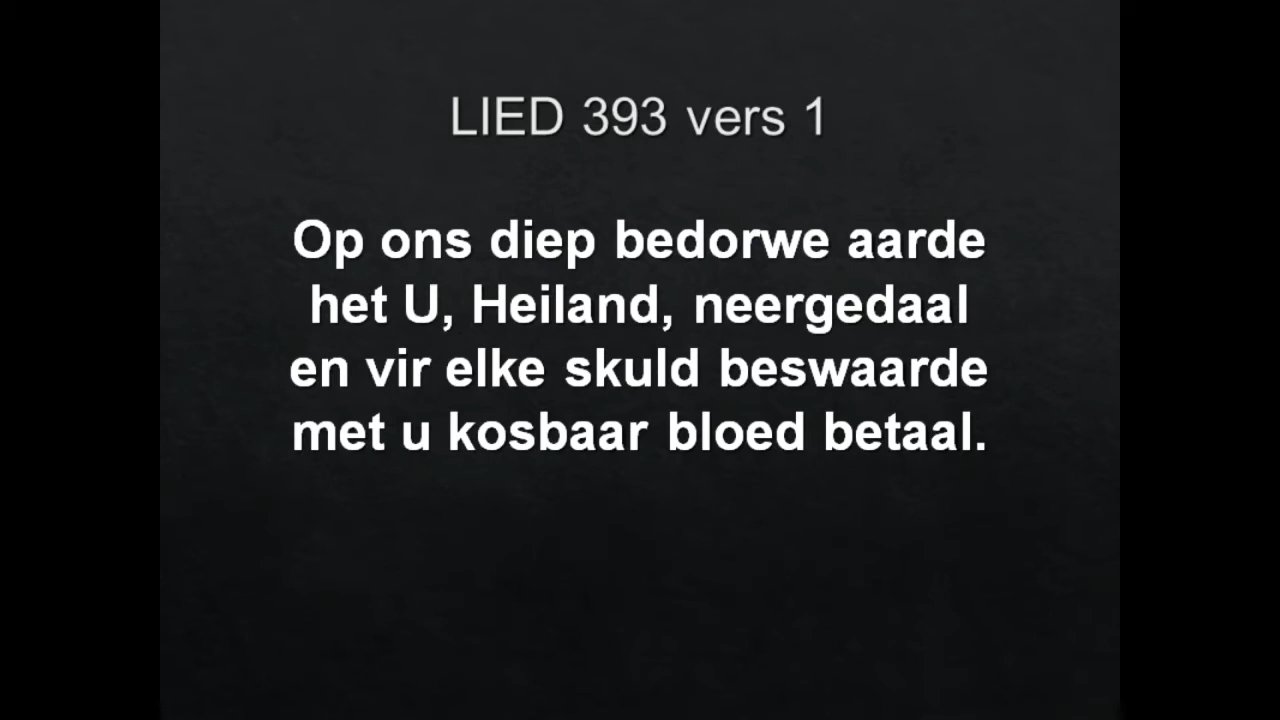 LIED 393 vers 1
Op ons diep bedorwe aarde
het U, Heiland, neergedaal
en vir elke skuld beswaarde
met u kosbaar bloed betaal.